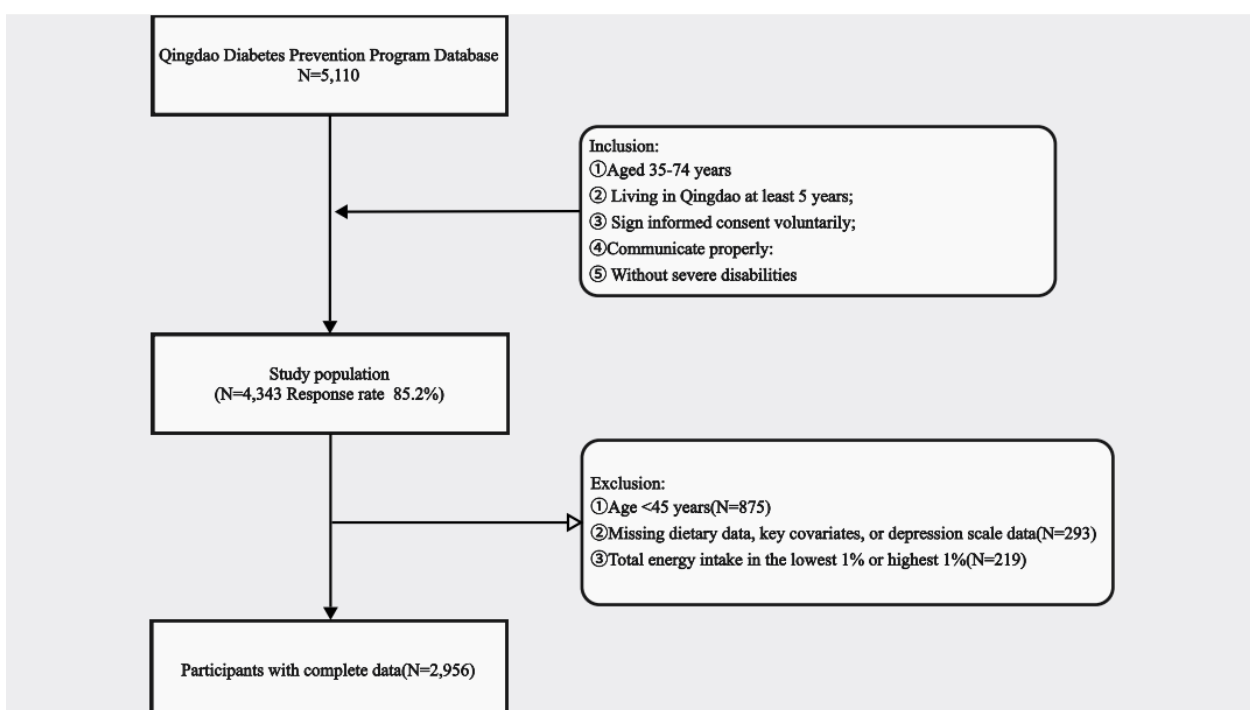 Qingdao Diabetes Prevention Program Database
N=5,110
Inclusion:
①Aged 35-74 years
② Living in Qingdao at least 5 years;
③ Sign informed consent voluntarily;
④Communicate properly:
⑤ Without severe disabilities
Study population
(N=4,343 Response rate 85.2%)
Exclusion:
①Age <45 years(N=875)
②Missing dietary data, key covariates, or depression scale data(N=293)
③Total energy intake in the lowest 1% or highest 1%(N=219)
Participants with complete data(N=2,956)